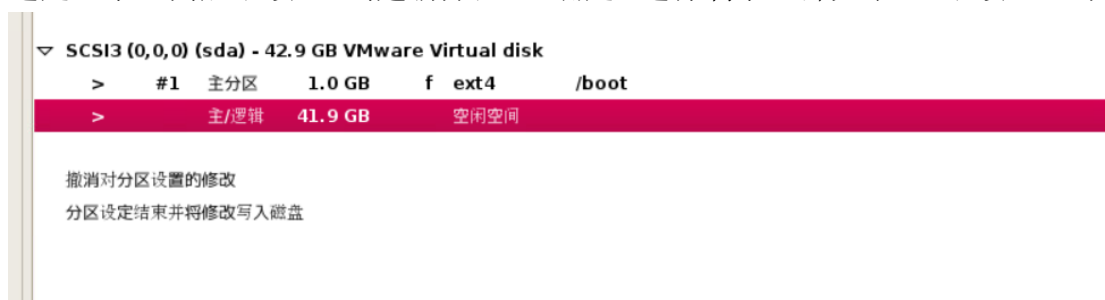 ▽ SCSI3 (0,0,0) (sda) - 42.9 GB VMware Virtual disk
> #1 主分区 1.0 GB f ext4 /boot
> 主/逻辑 41.9 GB 空闲空间
撤消对分区设置的修改
分区设定结束并将修改写入磁盘